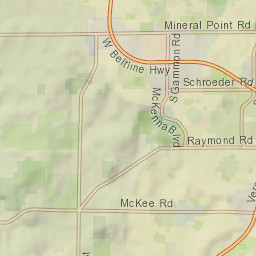 Mineral Point Rd
W Beltline Hwy
S Gammon Rd
Schroeder Rd
McKenna Blvd
Raymond Rd
McKee Rd